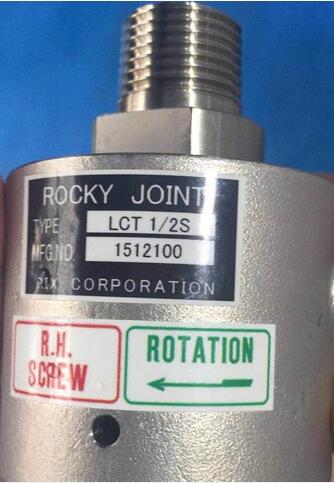 ROCKY JOINT
TYPE LCT 1/2S
MFG.NO. 1512100
RIX CORPORATION
R.H.
SCREW
ROTATION